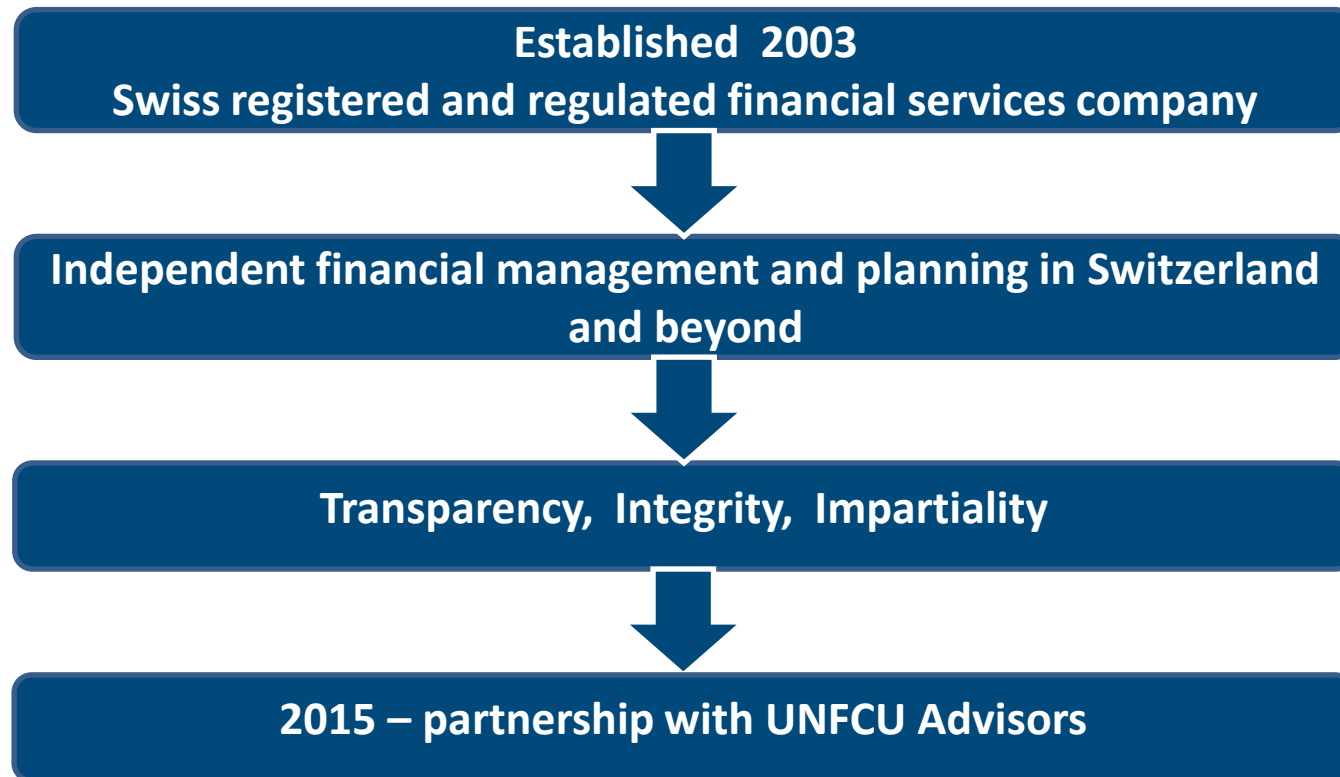 Established 2003
Swiss registered and regulated financial services company
Independent financial management and planning in Switzerland
and beyond
Transparency, Integrity, Impartiality
2015 – partnership with UNFCU Advisors